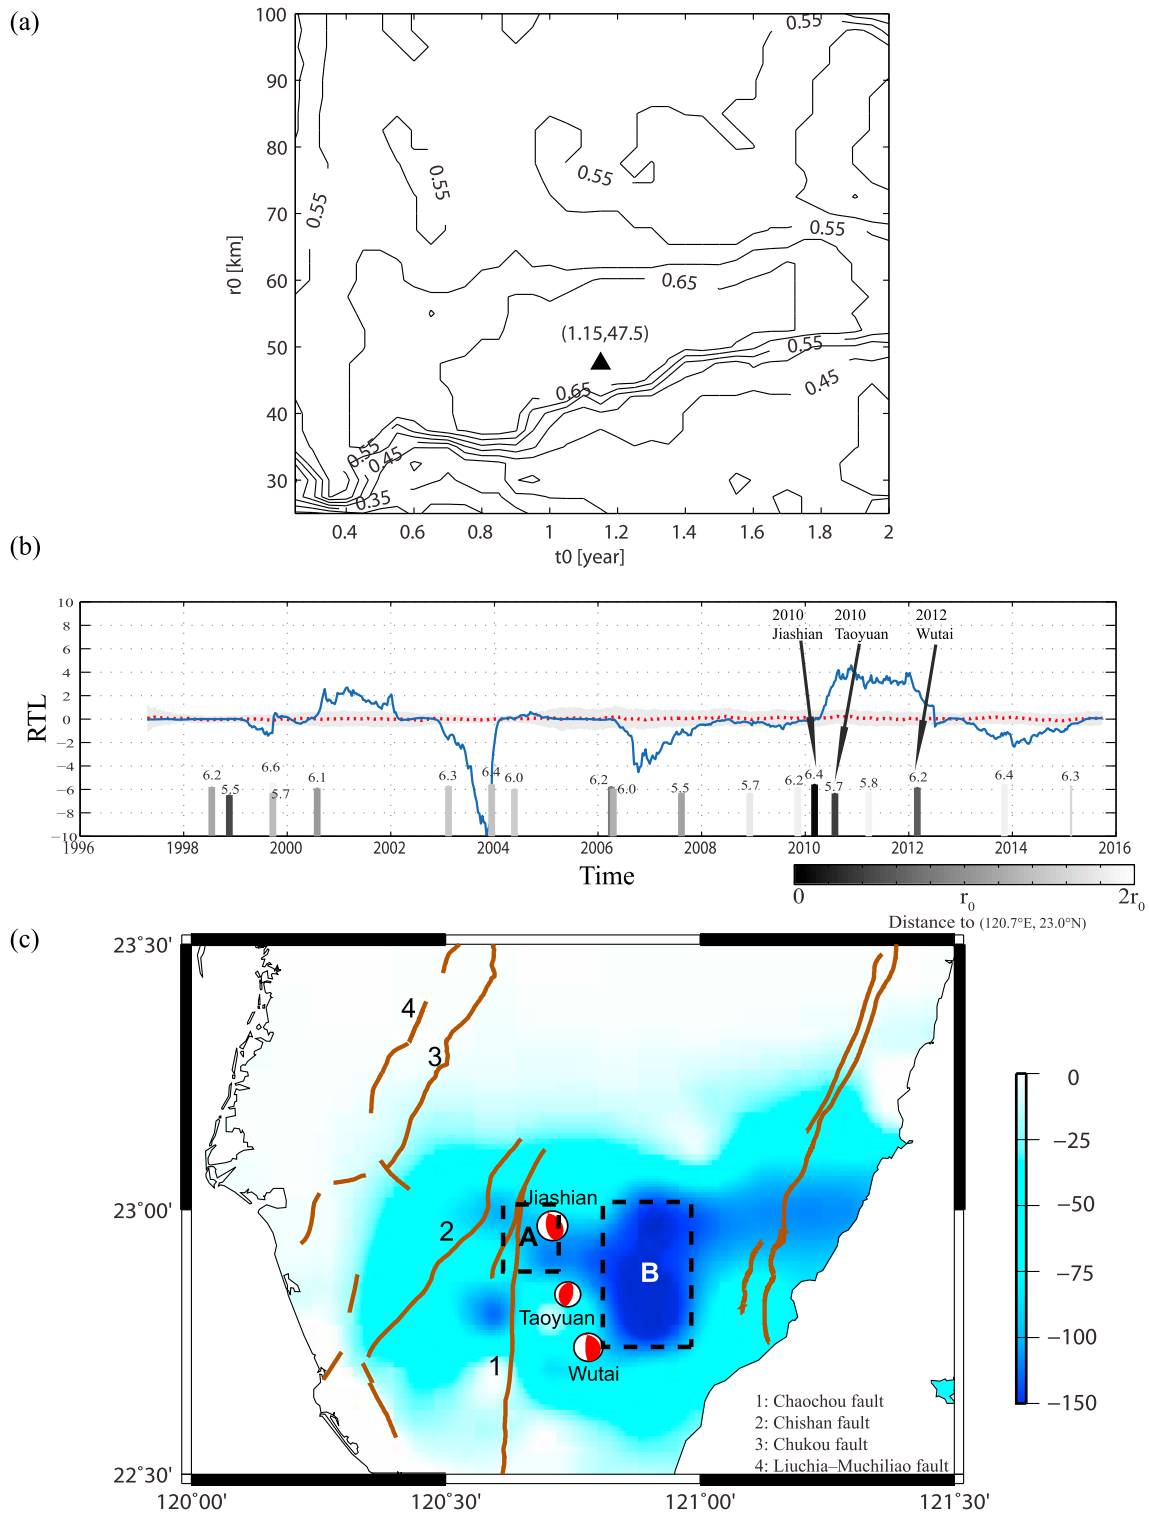 (a)
100
90
80
70
60
50
40
30
r0 [km]
0.55
0.55
0.55
0.55
0.55
0.65
(1.15,47.5)
0.55
0.65
0.45
0.55
0.45
0.35
0.4 0.6 0.8 1 1.2 1.4 1.6 1.8 2
t0 [year]
(b)
10
8
6
4
2
0
−2
−4
−6
−8
−10
RTL
2010 Jiashian
2010 Taoyuan
2012 Wutai
6.2 5.5 6.6 5.7 6.1 6.3 6.4 6.0 6.2 6.0 5.5 5.7 6.2 6.4 5.7 5.8 6.2 6.4 6.3
1996 1998 2000 2002 2004 2006 2008 2010 2012 2014 2016
Time
0 r0 2r0
Distance to (120.7°E, 23.0°N)
(c)
23˚30'
23˚00'
22˚30'
4
3
2
1
Jiashian
A
B
Taoyuan
Wutai
1: Chaochou fault
2: Chishan fault
3: Chukou fault
4: Liuchia–Muchiliao fault
120˚00' 120˚30' 121˚00' 121˚30'
0
−25
−50
−75
−100
−150